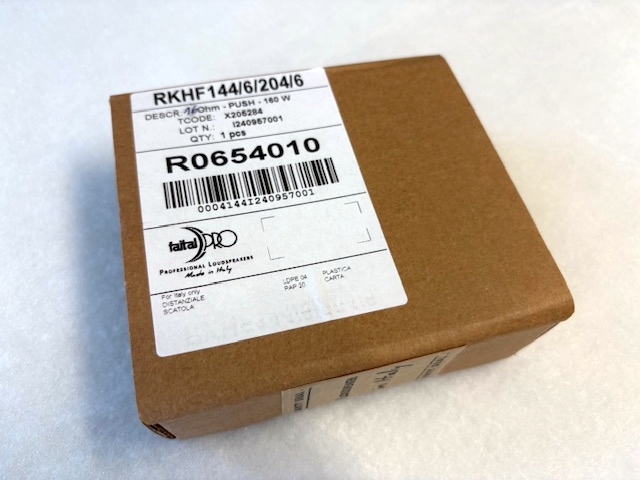 RKHF144/6/204/6
DESCR. 16 Ohm - PUSH - 160 W
TCODE: X205284
LOT N.: I240957001
QTY: 1 pcs
R0654010
0004144I240957001
faital PRO
PROFESSIONAL LOUDSPEAKERS
Made in Italy
For Italy only
DISTANZIALE LDPE 04 PLASTICA
SCATOLA PAP 20 CARTA